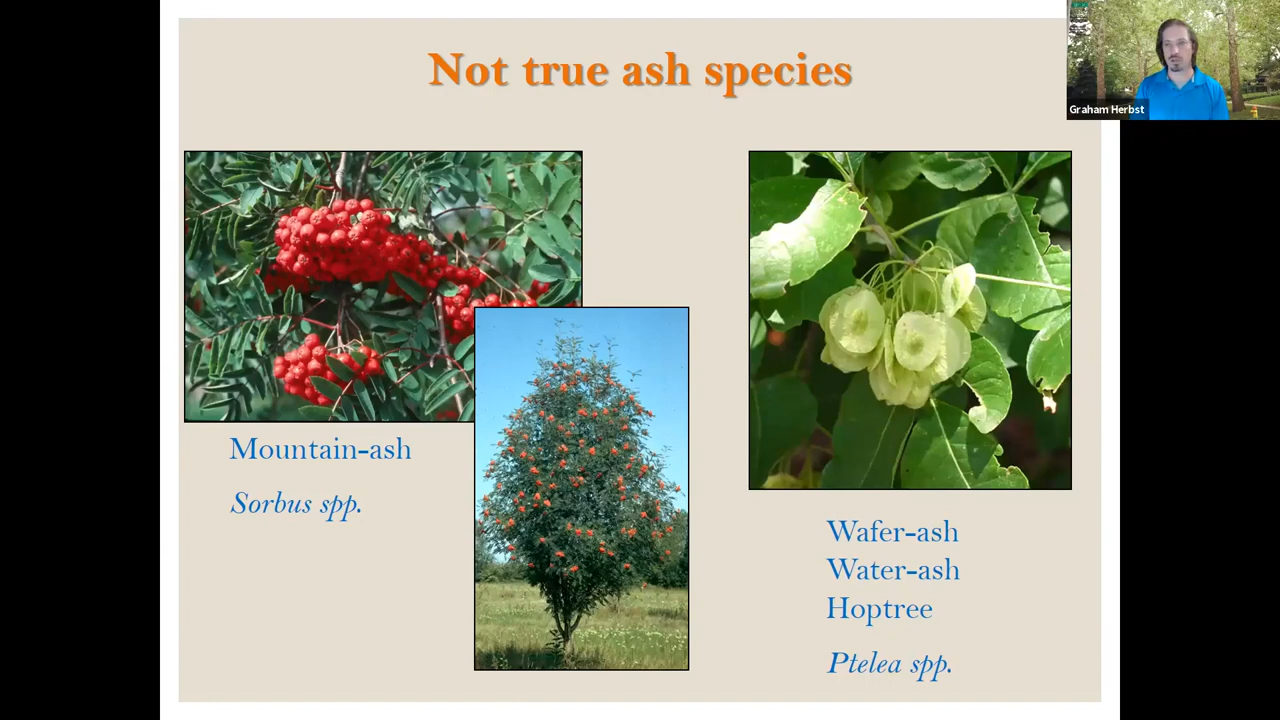 Not true ash species
Graham Herbst
Mountain-ash
Sorbus spp.
Wafer-ash
Water-ash
Hoptree
Ptelea spp.